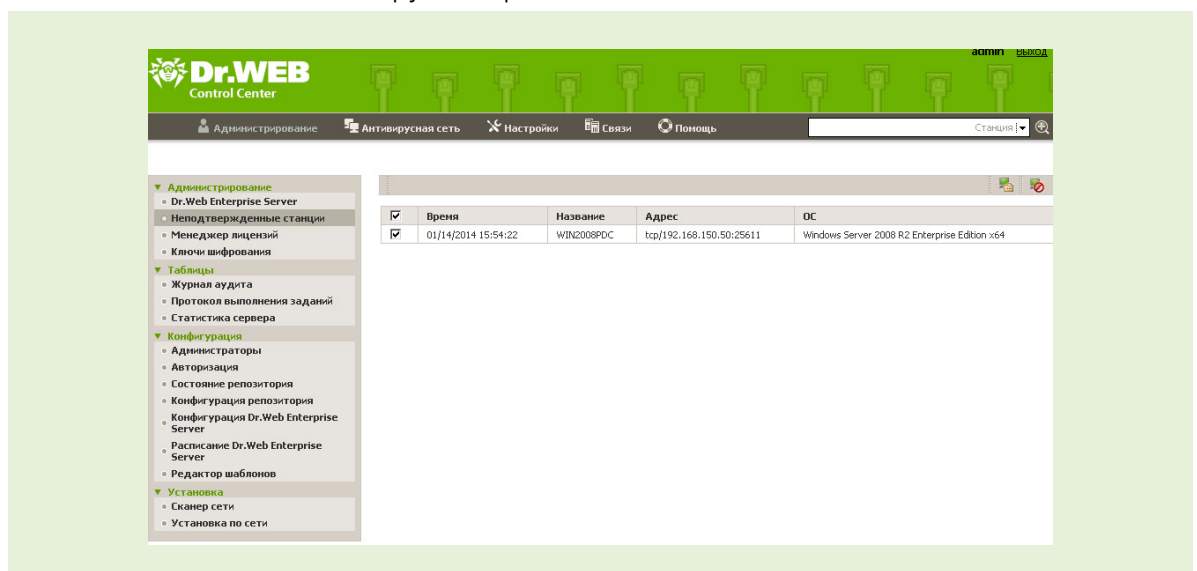 admin Выход
Dr.WEB
Control Center
Администрирование Антивирусная сеть Настройки Связи Помощь Станция
Администрирование
Dr.Web Enterprise Server
Неподтвержденные станции
Менеджер лицензий
Ключи шифрования
Таблицы
Журнал аудита
Протокол выполнения заданий
Статистика сервера
Конфигурация
Администраторы
Авторизация
Состояние репозитория
Конфигурация репозитория
Конфигурация Dr.Web Enterprise
Server
Расписание Dr.Web Enterprise
Server
Редактор шаблонов
Установка
Сканер сети
Установка по сети
Время Название Адрес ОС
01/14/2014 15:54:22 WIN2008PDC tcp/192.168.150.50:25611 Windows Server 2008 R2 Enterprise Edition x64